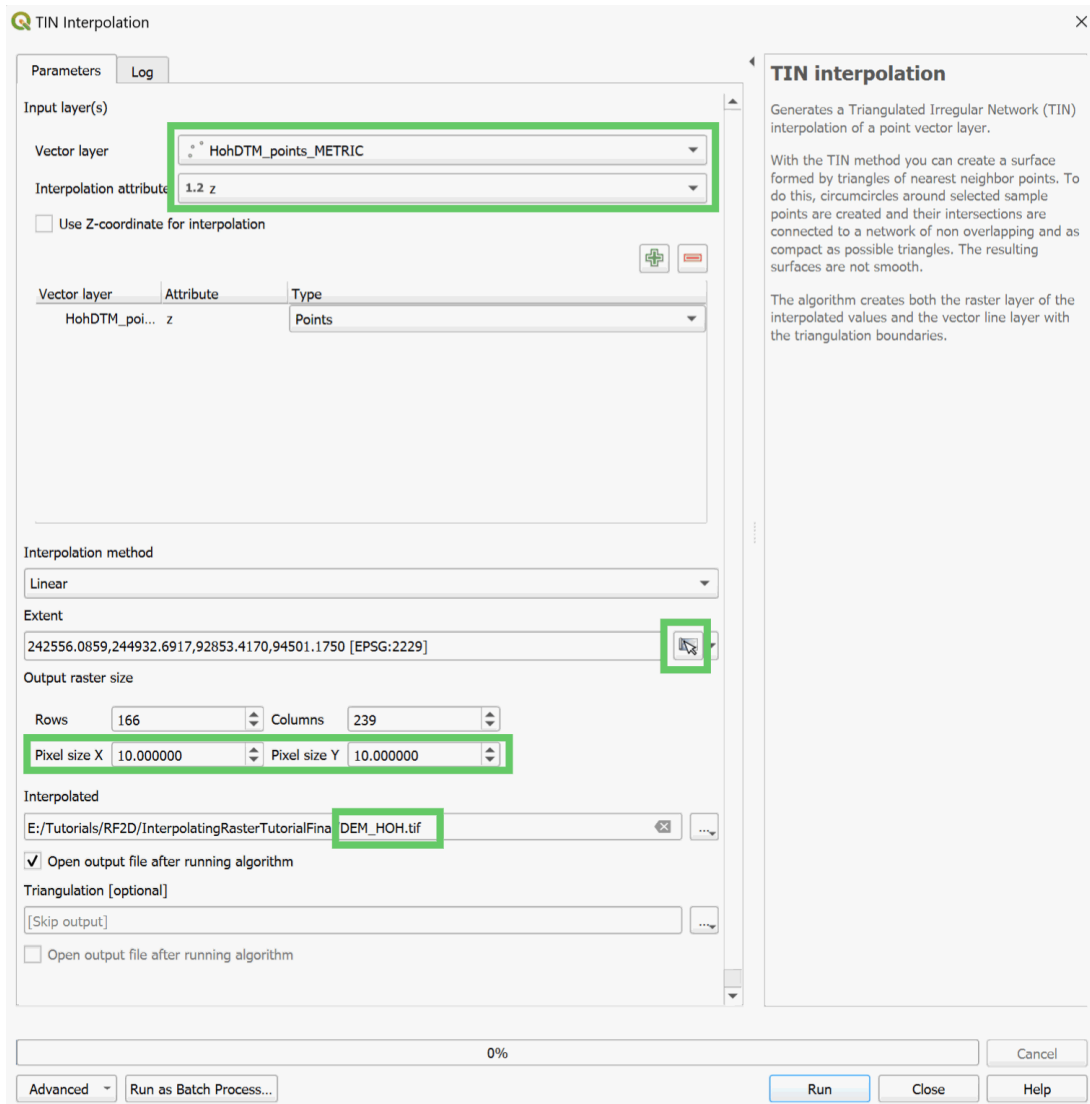 TIN Interpolation
Parameters
Log
Input layer(s)
Vector layer
HohDTM_points_METRIC
Interpolation attribute
1.2 z
Use Z-coordinate for interpolation
Vector layer Attribute Type
HohDTM_poi... z Points
Interpolation method
Linear
Extent
242556.0859,244932.6917,92853.4170,94501.1750 [EPSG:2229]
Output raster size
Rows 166 Columns 239
Pixel size X 10.000000 Pixel size Y 10.000000
Interpolated
E:/Tutorials/RF2D/InterpolatingRasterTutorialFina DEM_HOH.tif
...
Open output file after running algorithm
Triangulation [optional]
[Skip output]
...
Open output file after running algorithm
TIN interpolation
Generates a Triangulated Irregular Network (TIN)
interpolation of a point vector layer.
With the TIN method you can create a surface
formed by triangles of nearest neighbor points. To
do this, circumcircles around selected sample
points are created and their intersections are
connected to a network of non overlapping and as
compact as possible triangles. The resulting
surfaces are not smooth.
The algorithm creates both the raster layer of the
interpolated values and the vector line layer with
the triangulation boundaries.
0%
Cancel
Advanced
Run as Batch Process...
Run
Close
Help